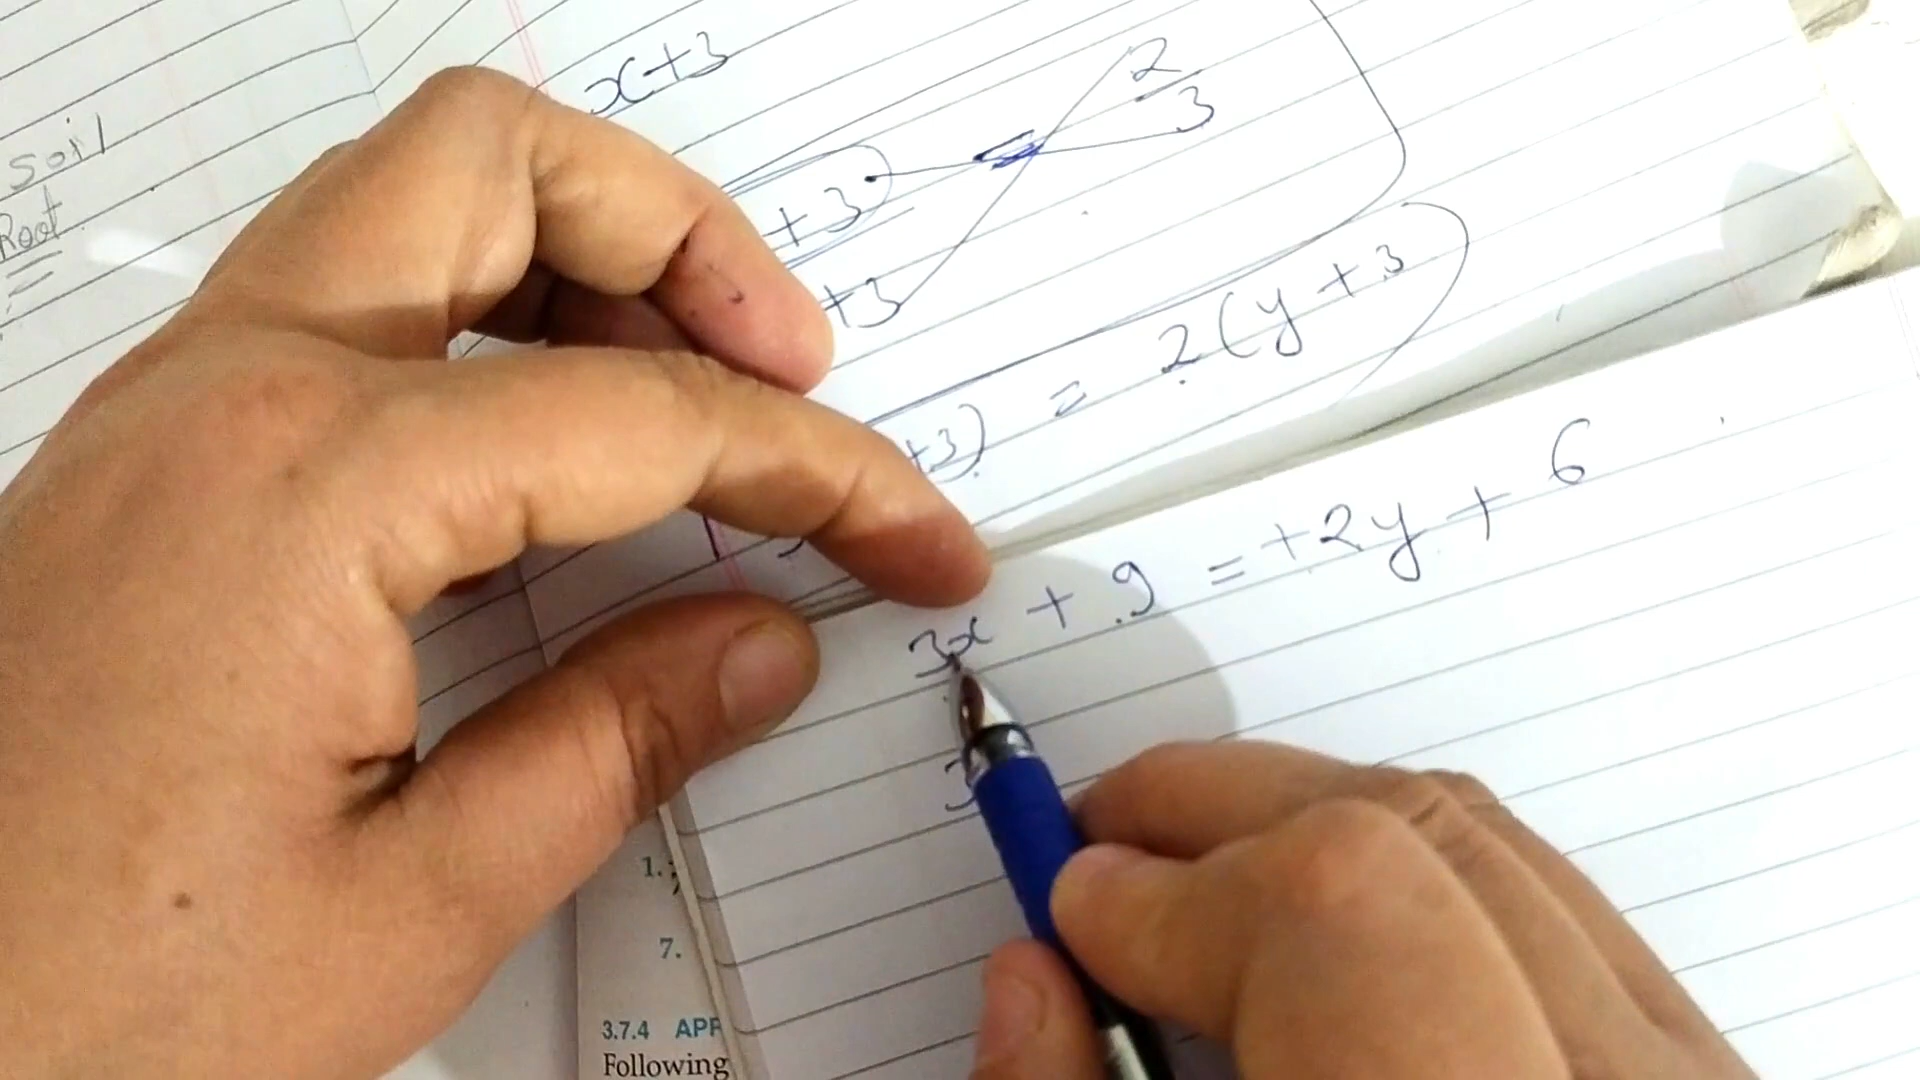 Soil
Root
x+3
2
3
+3
+3
+3) = 2(y+3
3x + 9 = +2y + 6
3
1.
7.
3.7.4 APP
Following